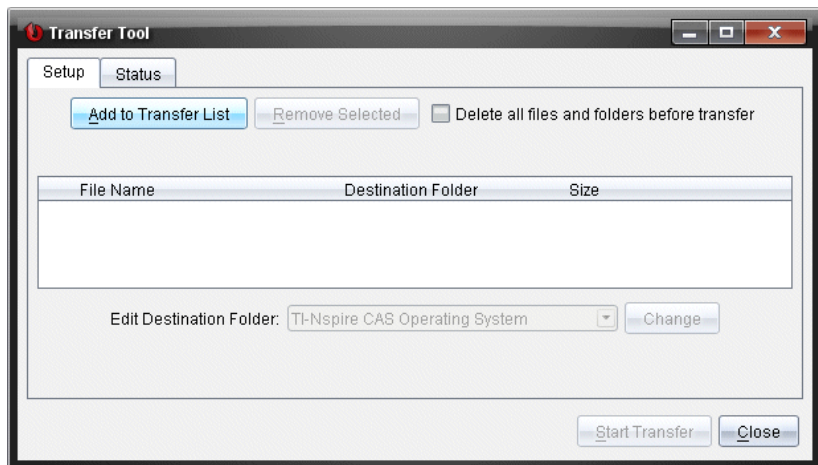 Transfer Tool
Setup Status
Add to Transfer List Remove Selected Delete all files and folders before transfer
File Name Destination Folder Size
Edit Destination Folder: TI-Nspire CAS Operating System Change
Start Transfer Close